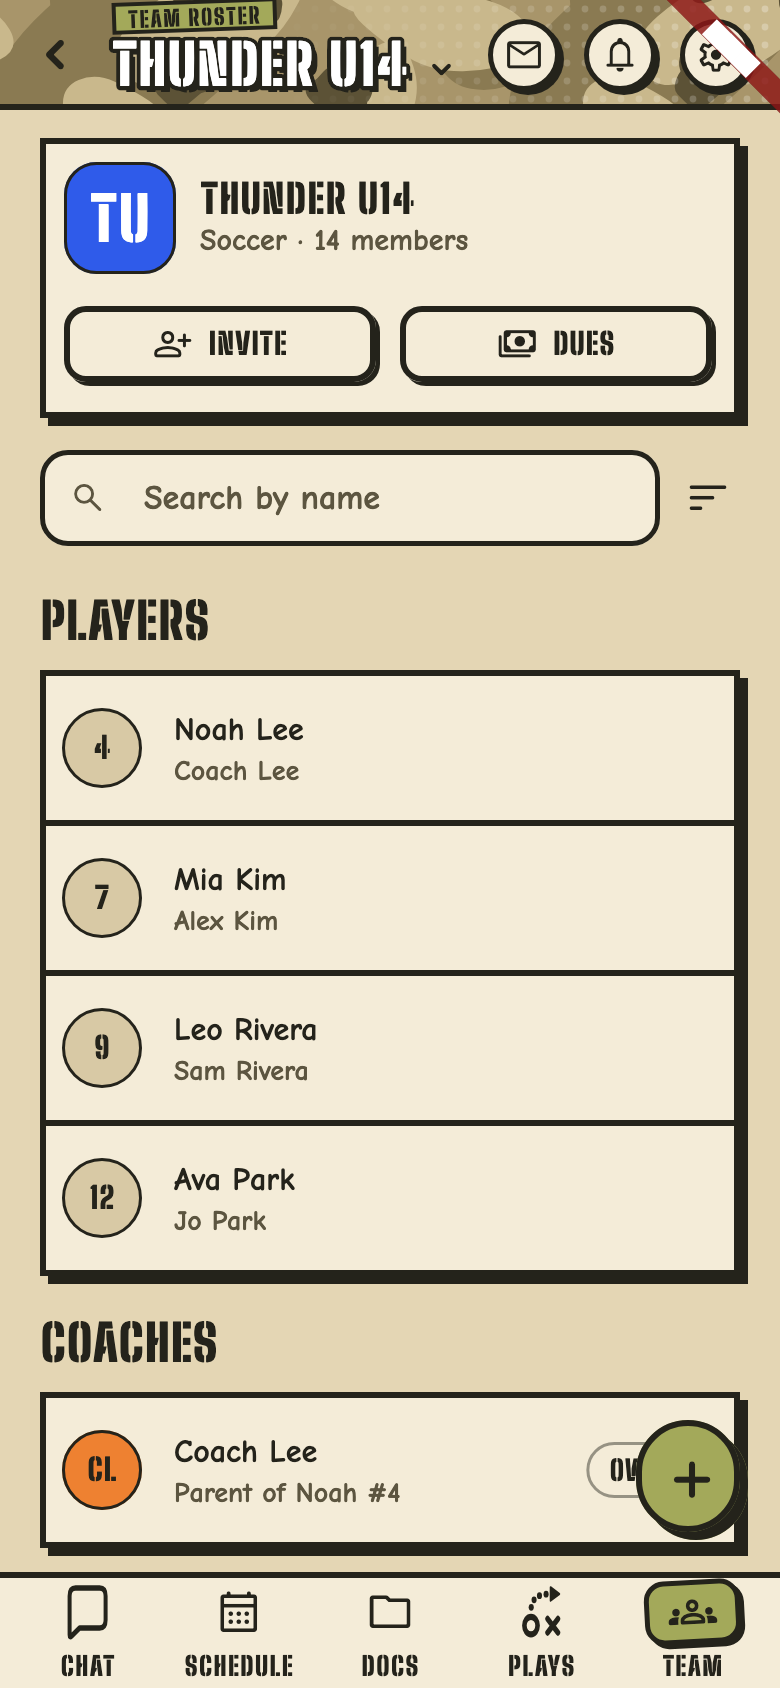 TEAM ROSTER
THUNDER U14
TU
THUNDER U14
Soccer · 14 members
INVITE
DUES
Search by name
PLAYERS
4
Noah Lee
Coach Lee
7
Mia Kim
Alex Kim
9
Leo Rivera
Sam Rivera
12
Ava Park
Jo Park
COACHES
CL
Coach Lee
Parent of Noah #4
CHAT
SCHEDULE
DOCS
PLAYS
TEAM